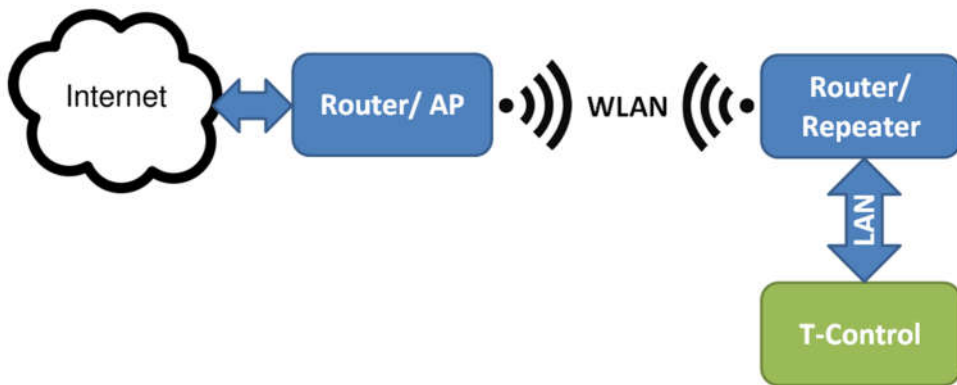 Internet
Router/ AP
WLAN
Router/
Repeater
LAN
T-Control